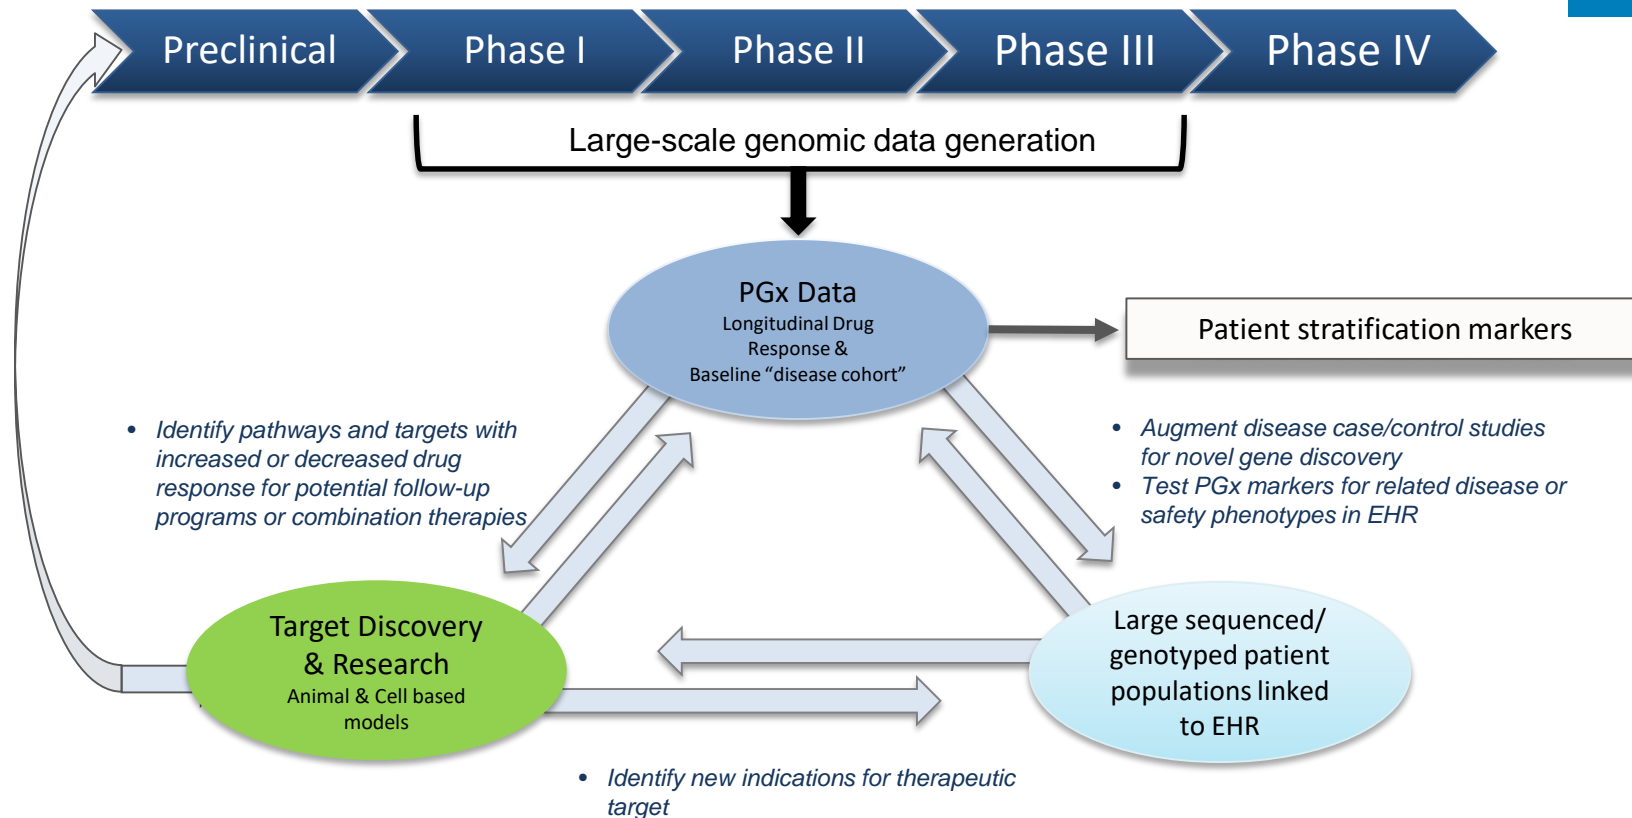 Preclinical
Phase I
Phase II
Phase III
Phase IV
Large-scale genomic data generation
PGx Data
Longitudinal Drug
Response &
Baseline “disease cohort”
Patient stratification markers
• Identify pathways and targets with
increased or decreased drug
response for potential follow-up
programs or combination therapies
• Augment disease case/control studies
for novel gene discovery
• Test PGx markers for related disease or
safety phenotypes in EHR
Target Discovery
& Research
Animal & Cell based
models
Large sequenced/
genotyped patient
populations linked
to EHR
• Identify new indications for therapeutic
target